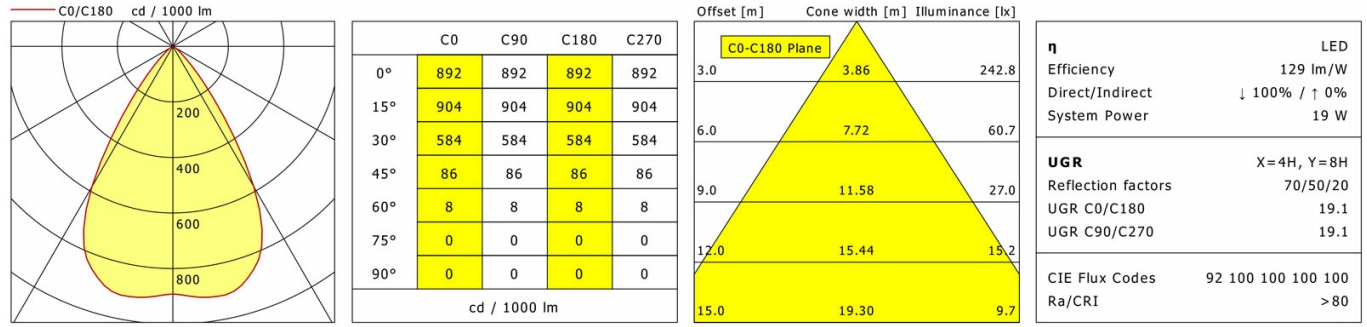 C0/C180 cd / 1000 lm
200
400
600
800
C0 C90 C180 C270
0° 892 892 892 892
15° 904 904 904 904
30° 584 584 584 584
45° 86 86 86 86
60° 8 8 8 8
75° 0 0 0 0
90° 0 0 0 0
cd / 1000 lm
Offset [m] Cone width [m] Illuminance [lx]
C0-C180 Plane
3.0 3.86 242.8
6.0 7.72 60.7
9.0 11.58 27.0
12.0 15.44 15.2
15.0 19.30 9.7
η LED
Efficiency 129 lm/W
Direct/Indirect ↓ 100% / ↑ 0%
System Power 19 W
UGR X=4H, Y=8H
Reflection factors 70/50/20
UGR C0/C180 19.1
UGR C90/C270 19.1
CIE Flux Codes 92 100 100 100 100
Ra/CRI >80